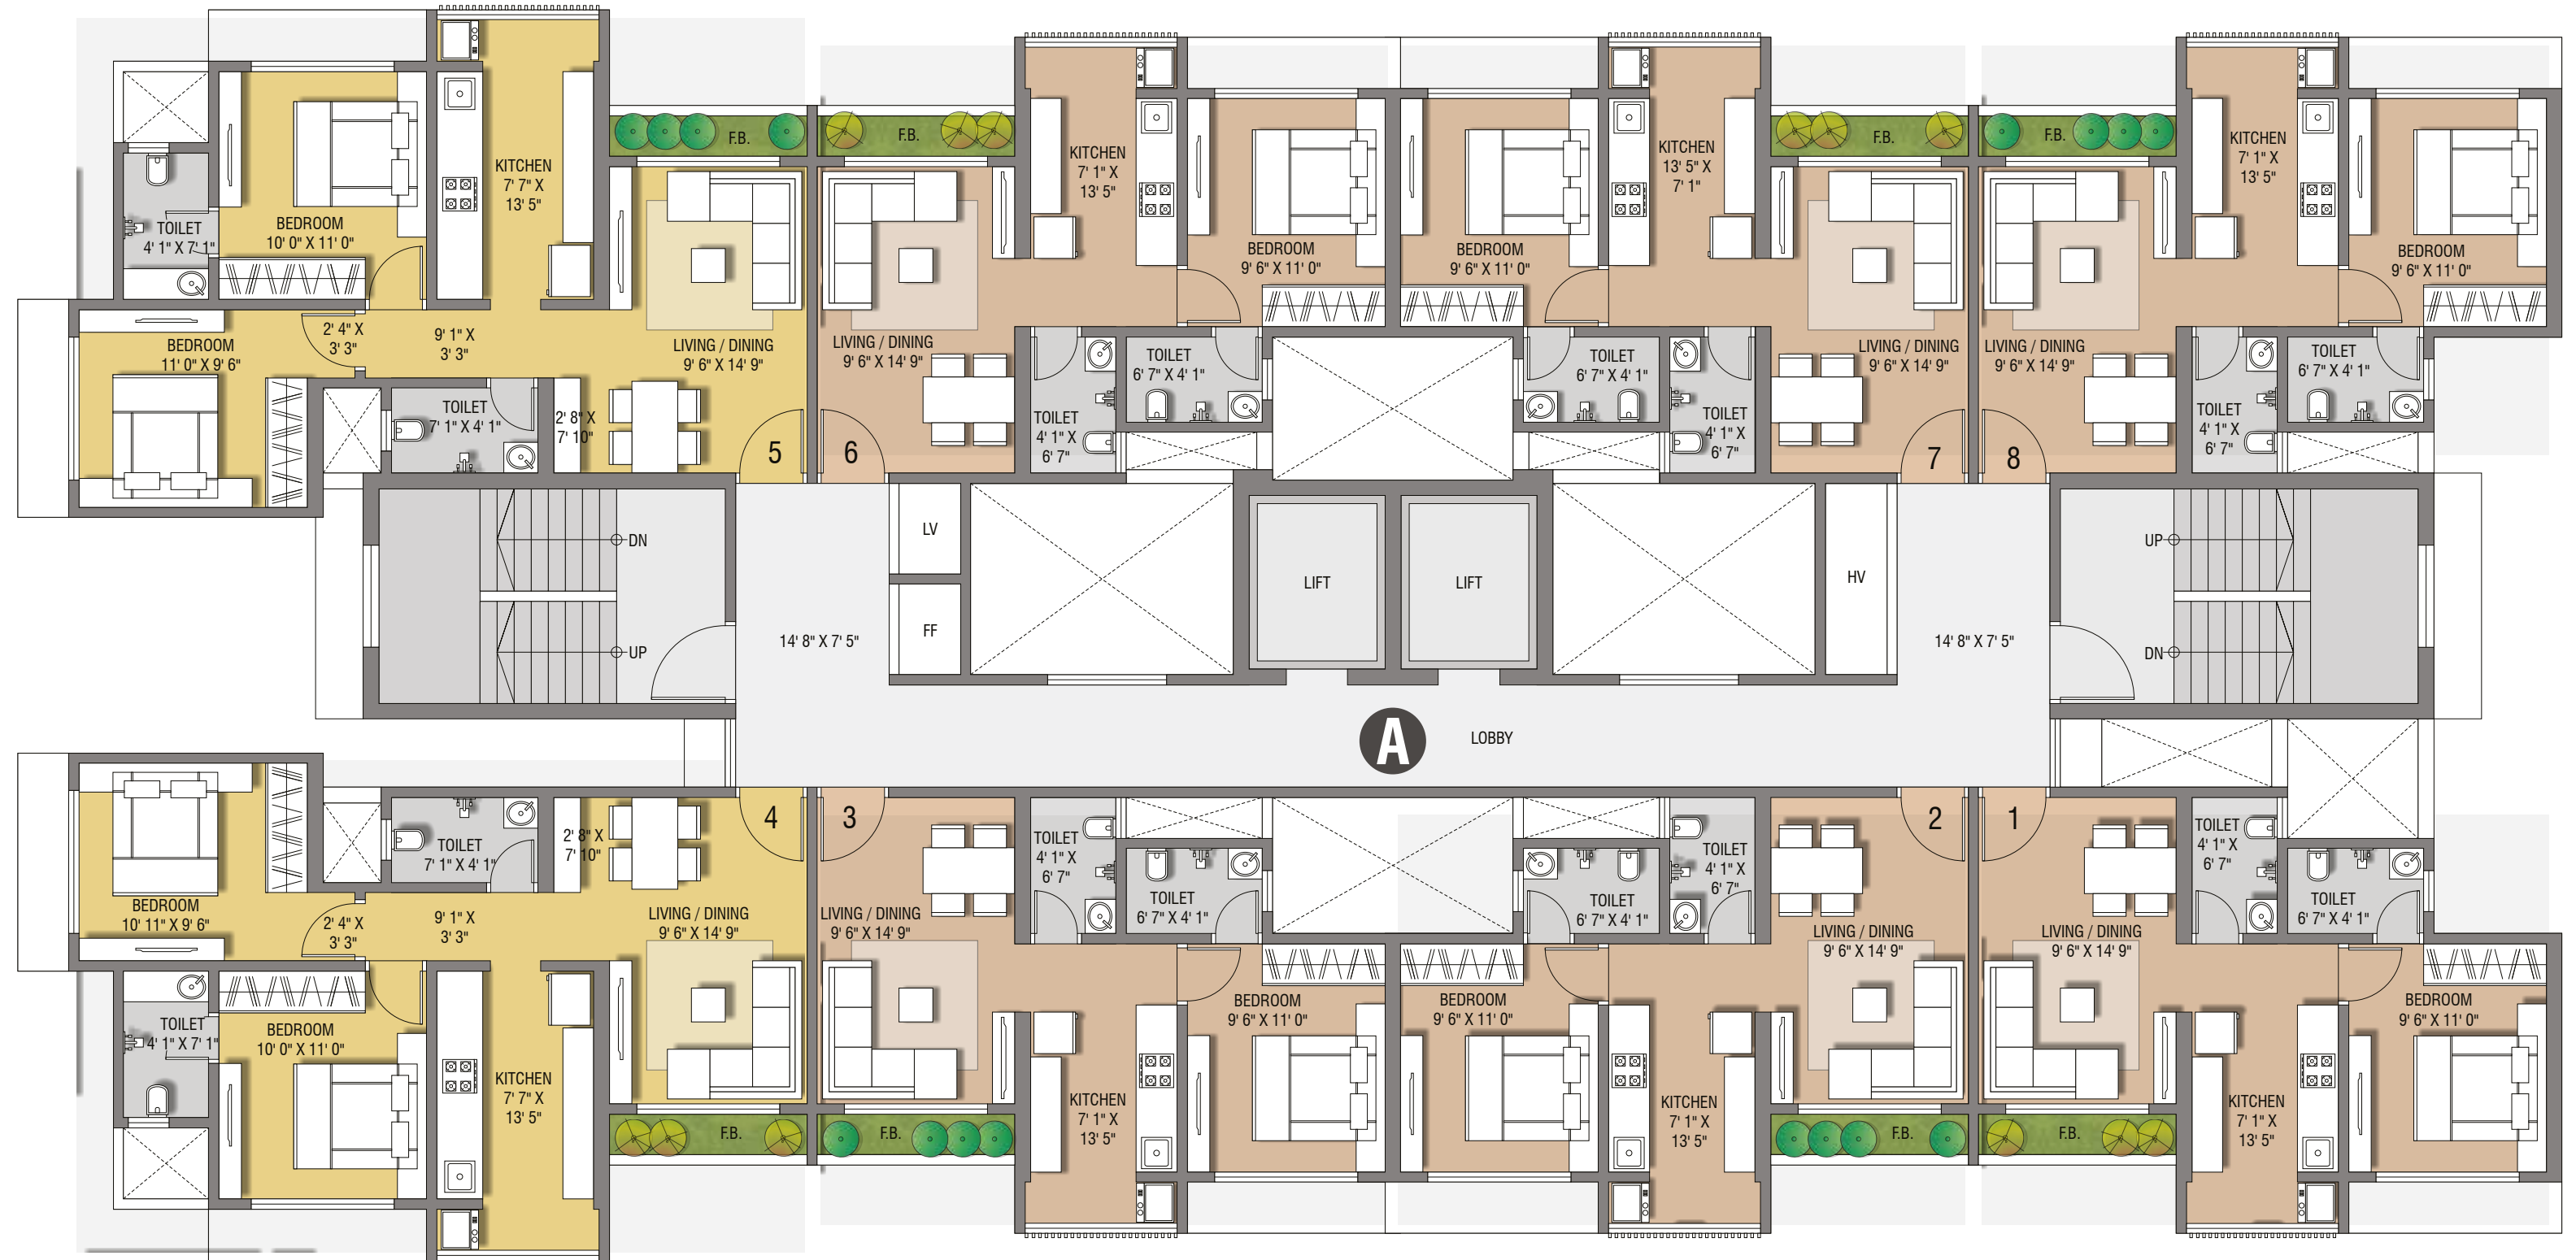 KITCHEN
7' 7" X
13' 5"
BEDROOM
10' 0" X 11' 0"
TOILET
4' 1" X 7' 1"
BEDROOM
11' 0" X 9' 6"
2' 4" X
3' 3"
9' 1" X
3' 3"
TOILET
7' 1" X 4' 1"
2' 8" X
7' 10"
F.B.
LIVING / DINING
9' 6" X 14' 9"
5
F.B.
LIVING / DINING
9' 6" X 14' 9"
6
KITCHEN
7' 1" X
13' 5"
BEDROOM
9' 6" X 11' 0"
TOILET
6' 7" X 4' 1"
TOILET
4' 1" X
6' 7"
BEDROOM
9' 6" X 11' 0"
KITCHEN
13' 5" X
7' 1"
TOILET
6' 7" X 4' 1"
TOILET
4' 1" X
6' 7"
F.B.
LIVING / DINING
9' 6" X 14' 9"
7
F.B.
LIVING / DINING
9' 6" X 14' 9"
8
KITCHEN
7' 1" X
13' 5"
BEDROOM
9' 6" X 11' 0"
TOILET
6' 7" X 4' 1"
TOILET
4' 1" X
6' 7"
DN
UP
14' 8" X 7' 5"
LV
FF
LIFT
LIFT
HV
14' 8" X 7' 5"
UP
DN
A
LOBBY
4
2' 8" X
7' 10"
TOILET
7' 1" X 4' 1"
BEDROOM
10' 11" X 9' 6"
2' 4" X
3' 3"
9' 1" X
3' 3"
LIVING / DINING
9' 6" X 14' 9"
TOILET
4' 1" X 7' 1"
BEDROOM
10' 0" X 11' 0"
KITCHEN
7' 7" X
13' 5"
F.B.
3
LIVING / DINING
9' 6" X 14' 9"
TOILET
4' 1" X
6' 7"
TOILET
6' 7" X 4' 1"
BEDROOM
9' 6" X 11' 0"
KITCHEN
7' 1" X
13' 5"
F.B.
2
TOILET
4' 1" X
6' 7"
TOILET
6' 7" X 4' 1"
LIVING / DINING
9' 6" X 14' 9"
BEDROOM
9' 6" X 11' 0"
KITCHEN
7' 1" X
13' 5"
F.B.
1
TOILET
4' 1" X
6' 7"
TOILET
6' 7" X 4' 1"
LIVING / DINING
9' 6" X 14' 9"
BEDROOM
9' 6" X 11' 0"
KITCHEN
7' 1" X
13' 5"
F.B.